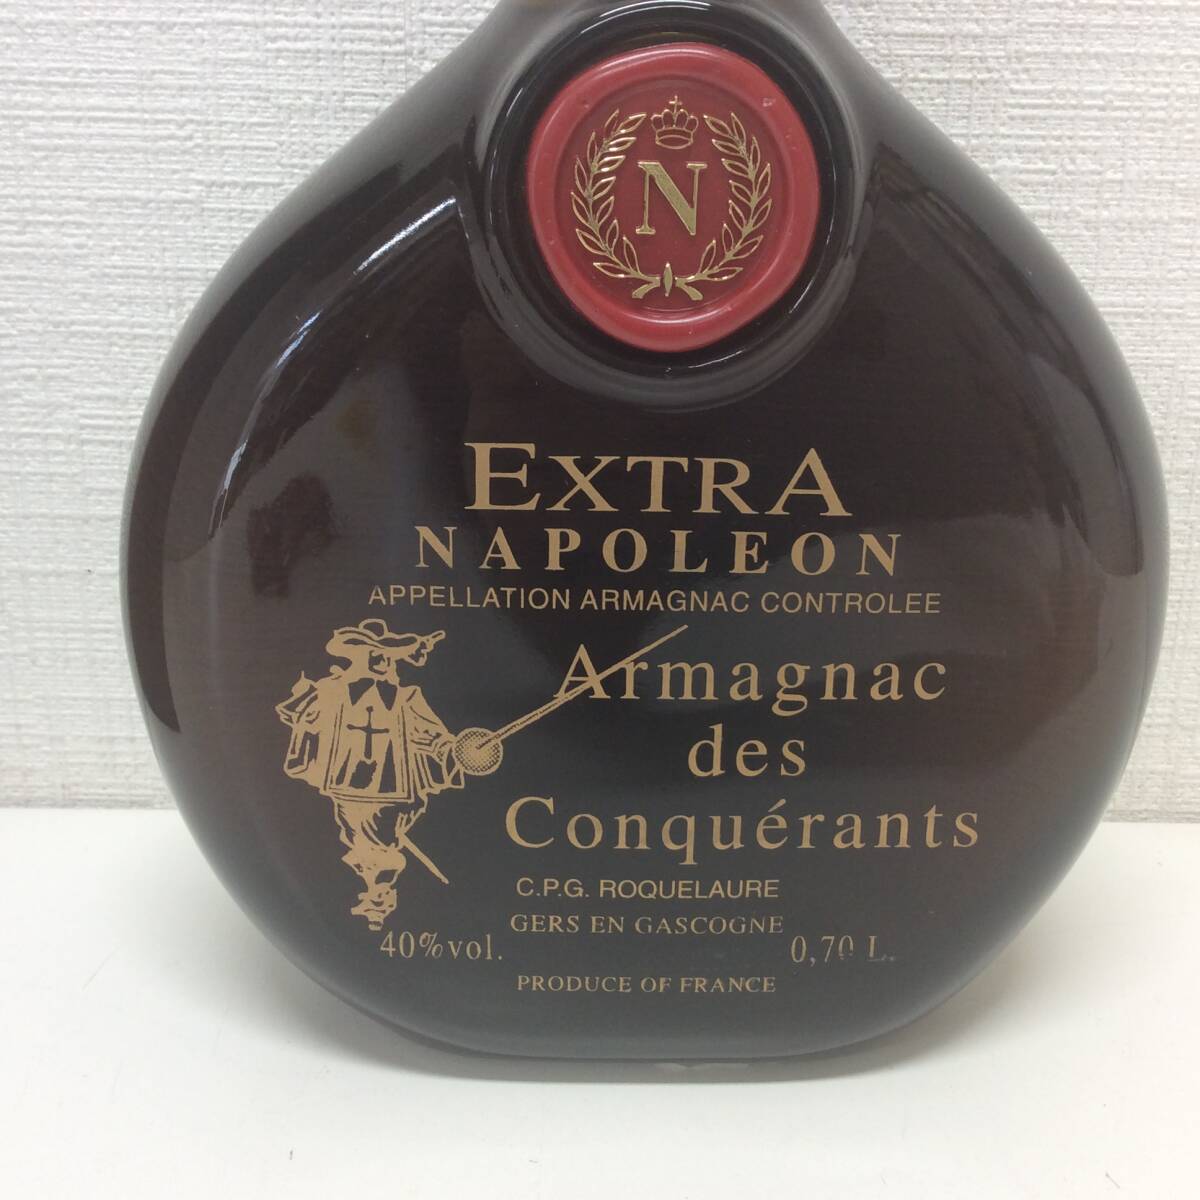 N
EXTRA
NAPOLEON
APPELLATION ARMAGNAC CONTROLEE
Armagnac
des
Conquérants
C.P.G. ROQUELAURE
GERS EN GASCOGNE
40% vol. 0,70 L.
PRODUCE OF FRANCE